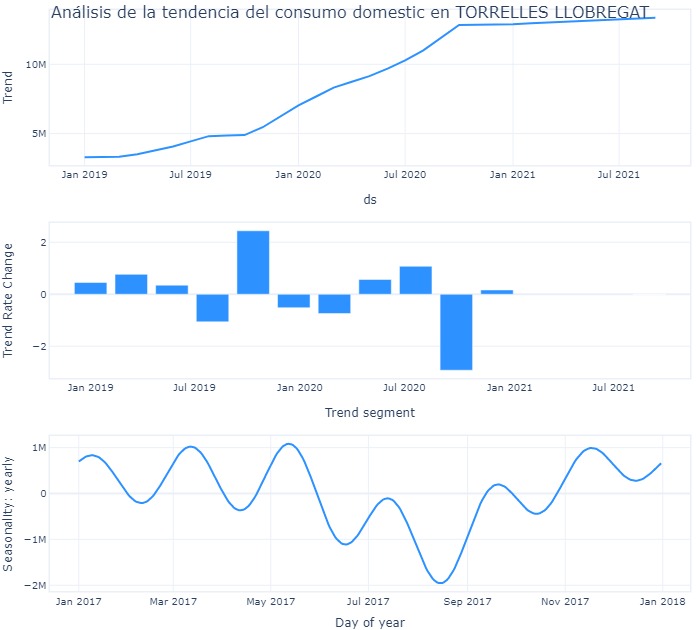 Análisis de la tendencia del consumo domestic en TORRELLES LLOBREGAT
Trend
10M
5M
Jan 2019 Jul 2019 Jan 2020 Jul 2020 Jan 2021 Jul 2021
ds
Trend Rate Change
2
0
−2
Jan 2019 Jul 2019 Jan 2020 Jul 2020 Jan 2021 Jul 2021
Trend segment
Seasonality: yearly
1M
0
−1M
−2M
Jan 2017 Mar 2017 May 2017 Jul 2017 Sep 2017 Nov 2017 Jan 2018
Day of year